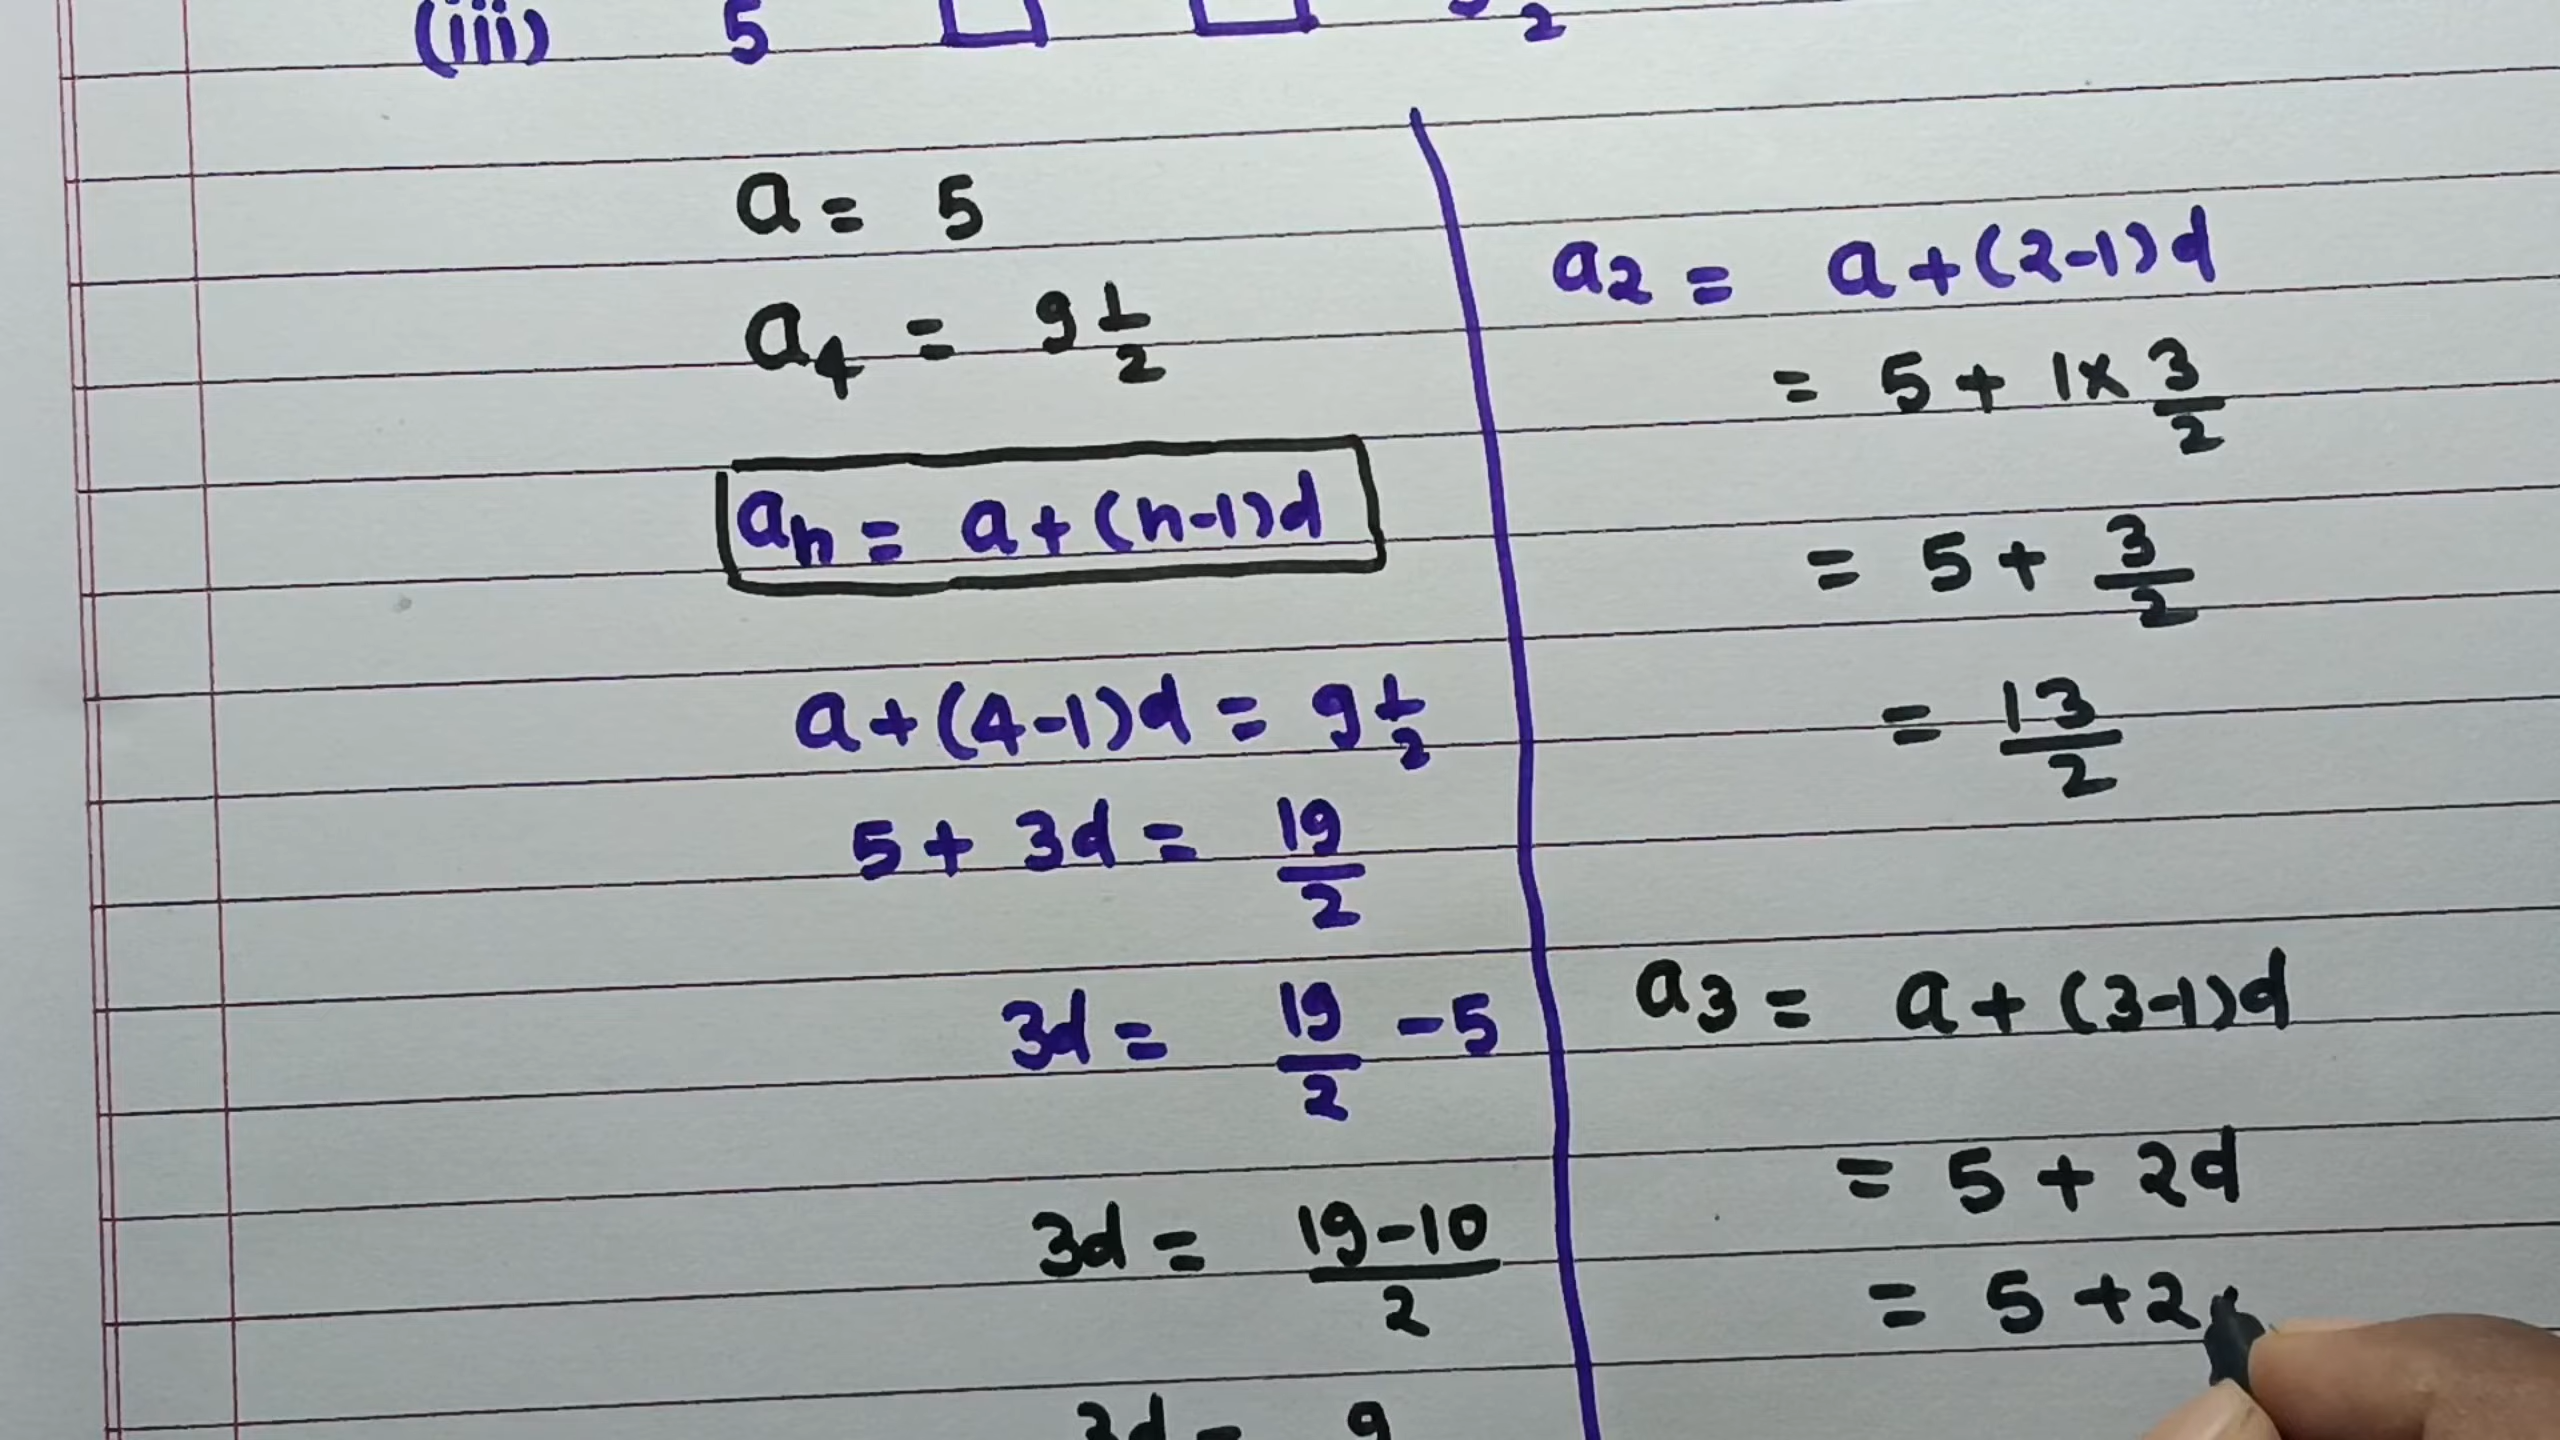 (iii) 5 □ □
a = 5
a₄ = 9 1/2
aₙ = a + (n-1)d
a + (4-1)d = 9 1/2
5 + 3d = 19/2
3d = 19/2 - 5
3d = (19-10)/2
3d = 9
a₂ = a + (2-1)d
= 5 + 1 × 3/2
= 5 + 3/2
= 13/2
a₃ = a + (3-1)d
= 5 + 2d
= 5 + 2